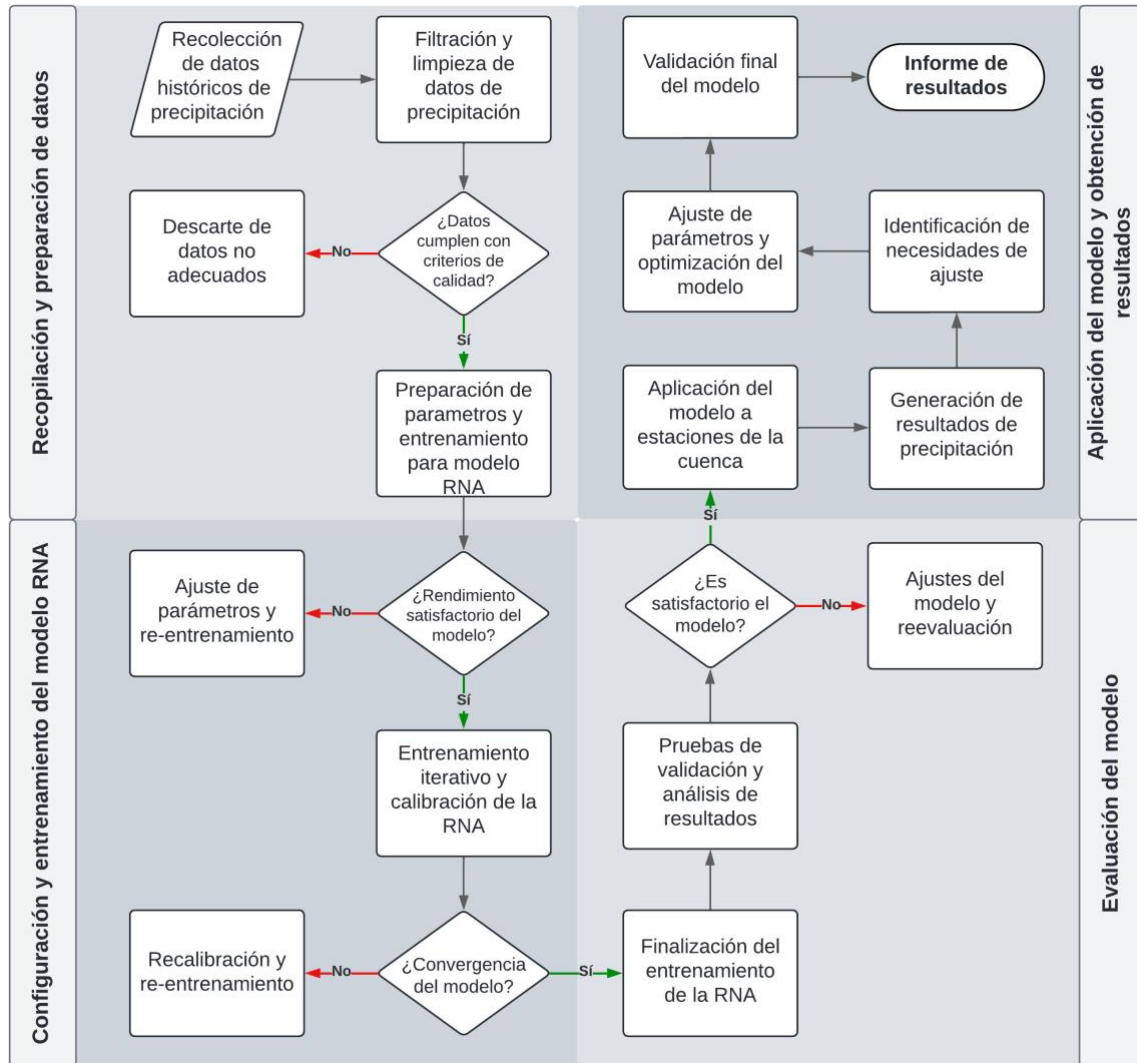 Recopilación y preparación de datos
Recolección
de datos
históricos de
precipitación
Filtración y
limpieza de
datos de
precipitación
¿Datos
cumplen con
criterios de
calidad?
No
Descarte de
datos no
adecuados
Sí
Preparación de
parametros y
entrenamiento
para modelo
RNA
Configuración y entrenamiento del modelo RNA
¿Rendimiento
satisfactorio del
modelo?
No
Ajuste de
parámetros y
re-entrenamiento
Sí
Entrenamiento
iterativo y
calibración de la
RNA
¿Convergencia
del modelo?
No
Recalibración y
re-entrenamiento
Sí
Finalización del
entrenamiento
de la RNA
Evaluación del modelo
Pruebas de
validación y
análisis de
resultados
¿Es
satisfactorio el
modelo?
No
Ajustes del
modelo y
reevaluación
Sí
Aplicación del modelo y obtención de
resultados
Aplicación del
modelo a
estaciones de la
cuenca
Generación de
resultados de
precipitación
Identificación de
necesidades de
ajuste
Ajuste de
parámetros y
optimización del
modelo
Validación final
del modelo
Informe de
resultados